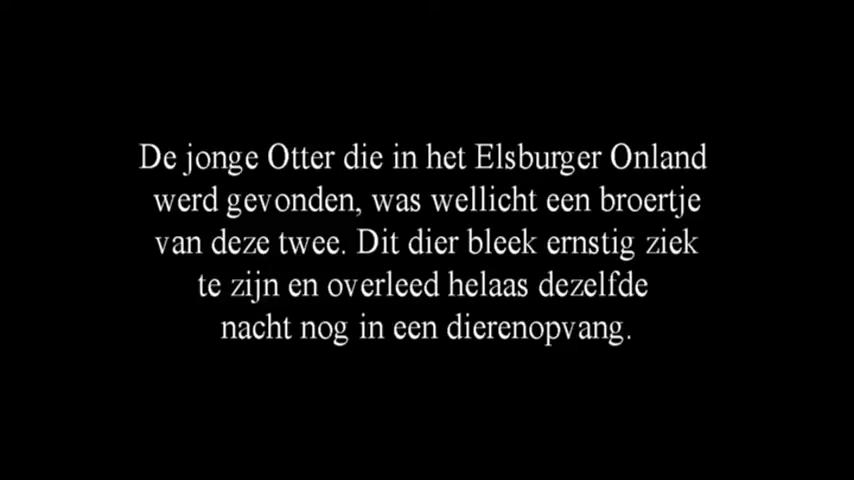 De jonge Otter die in het Elsburger Onland
werd gevonden, was wellicht een broertje
van deze twee. Dit dier bleek ernstig ziek
te zijn en overleed helaas dezelfde
nacht nog in een dierenopvang.